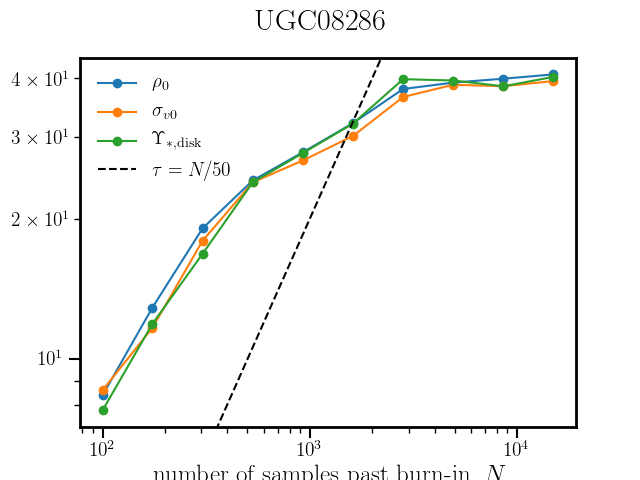 UGC08286
4 × 10¹
3 × 10¹
2 × 10¹
10¹
ρ₀
σᵥ₀
Υ∗,disk
τ = N/50
10² 10³ 10⁴
number of samples past burn-in, N